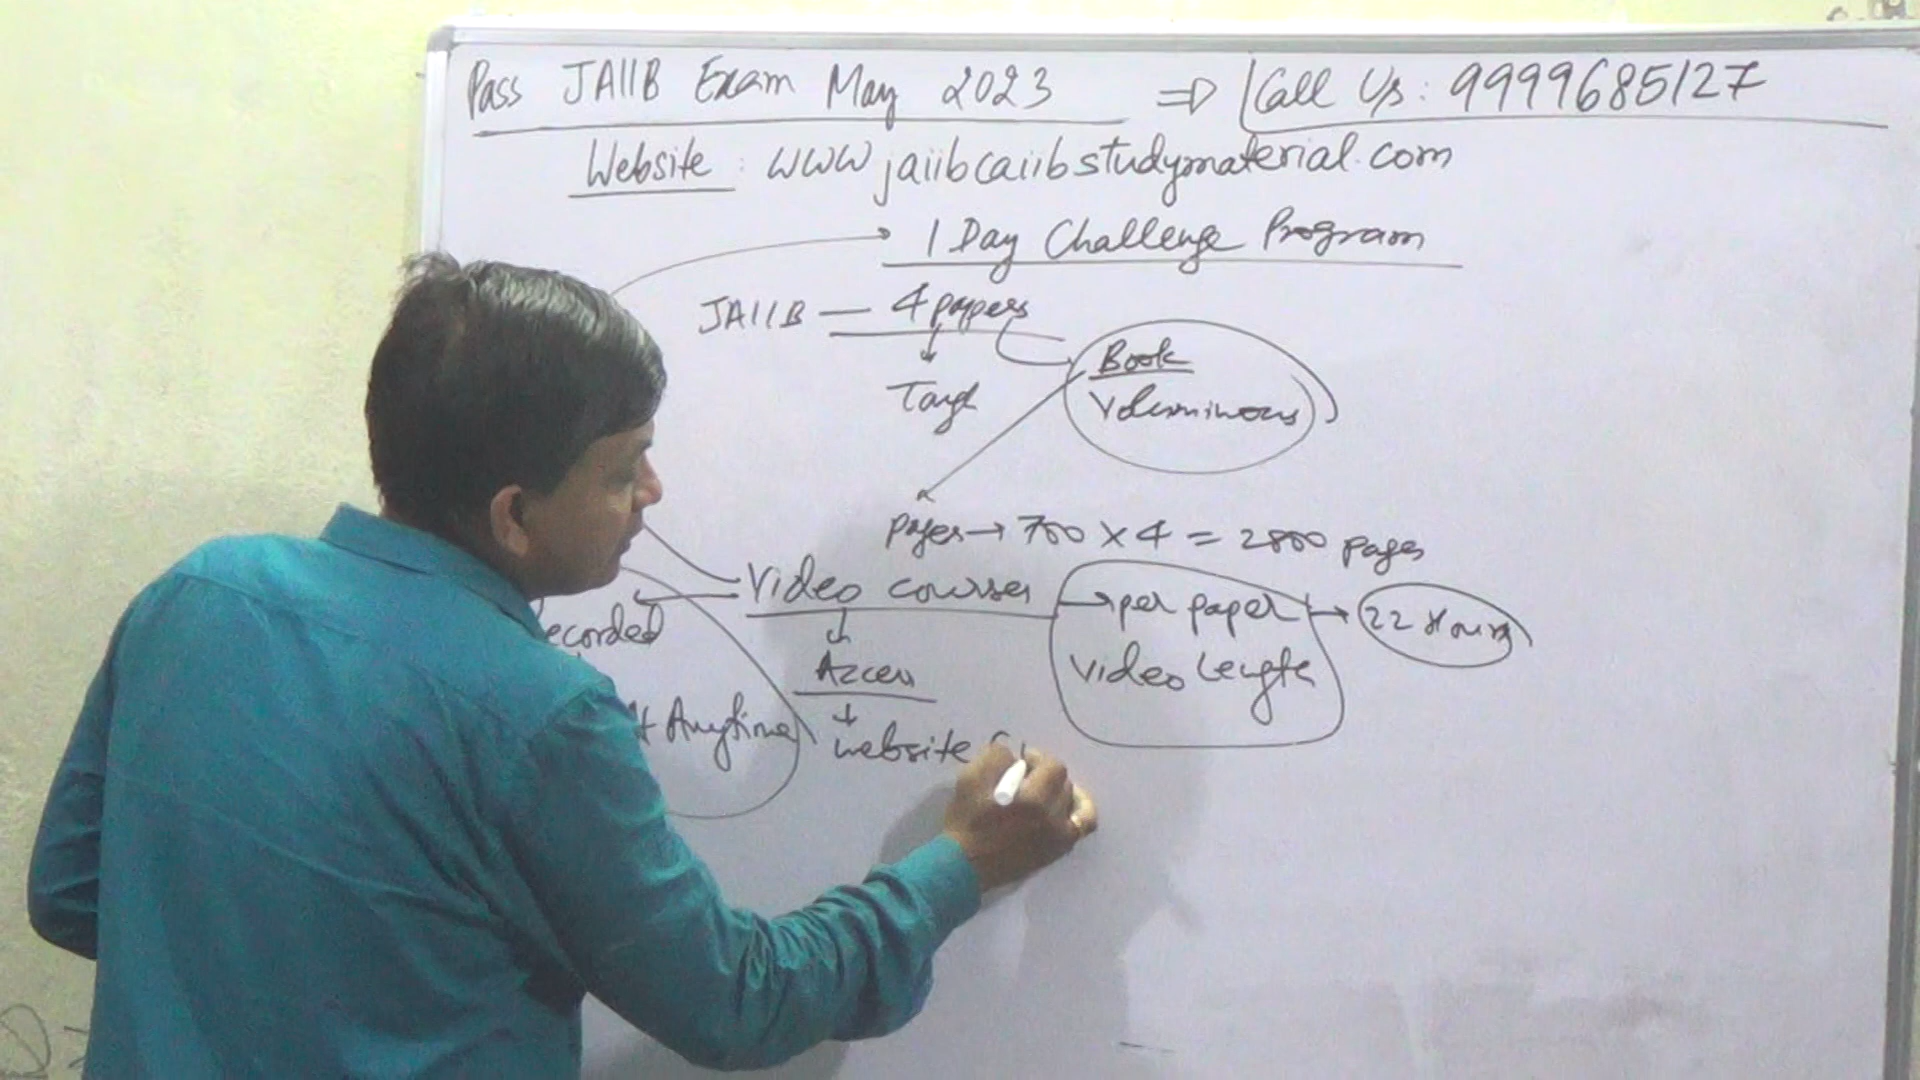 Pass JAIIB Exam May 2023 ⇒ Call Us: 9999685127
Website: www.jaiibcaiibstudymaterial.com
→ 1 Day Challenge Program
JAIIB — 4 papers
Book
Voluminous
pages → 700 × 4 = 2800 pages
Video courses → per paper → 22 Hours
ecorded
Video Length
Access
Anytime
website